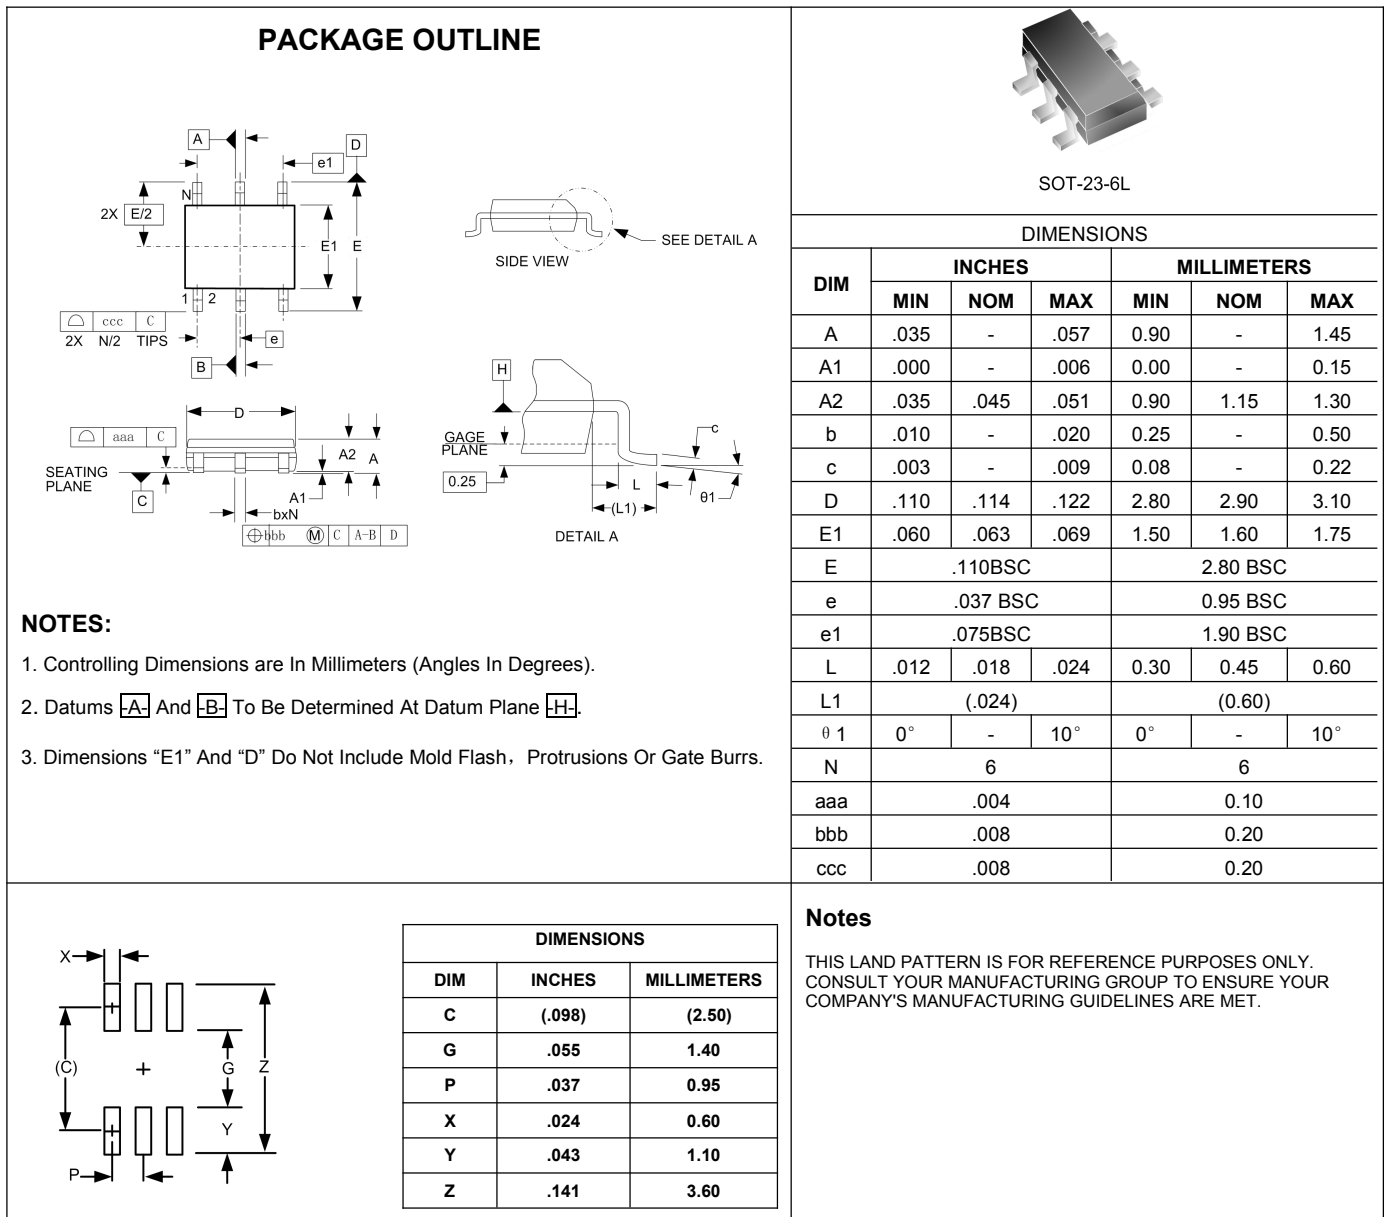 PACKAGE OUTLINE
A
D
e1
N
2X E/2
E1 E
1 2
ccc C
2X N/2 TIPS
e
B
SEE DETAIL A
SIDE VIEW
D
aaa C
A2 A
SEATING
PLANE
C
A1
bxN
bbb M C A-B D
H
GAGE
PLANE
c
0.25
L
θ1
(L1)
DETAIL A
NOTES:
1. Controlling Dimensions are In Millimeters (Angles In Degrees).
2. Datums -A- And -B- To Be Determined At Datum Plane -H-.
3. Dimensions “E1” And “D” Do Not Include Mold Flash，Protrusions Or Gate Burrs.
SOT-23-6L
DIMENSIONS
DIM INCHES MILLIMETERS
MIN NOM MAX MIN NOM MAX
A .035 - .057 0.90 - 1.45
A1 .000 - .006 0.00 - 0.15
A2 .035 .045 .051 0.90 1.15 1.30
b .010 - .020 0.25 - 0.50
c .003 - .009 0.08 - 0.22
D .110 .114 .122 2.80 2.90 3.10
E1 .060 .063 .069 1.50 1.60 1.75
E .110BSC 2.80 BSC
e .037 BSC 0.95 BSC
e1 .075BSC 1.90 BSC
L .012 .018 .024 0.30 0.45 0.60
L1 (.024) (0.60)
θ1 0° - 10° 0° - 10°
N 6 6
aaa .004 0.10
bbb .008 0.20
ccc .008 0.20
X
(C)
G
Z
Y
P
DIMENSIONS
DIM INCHES MILLIMETERS
C (.098) (2.50)
G .055 1.40
P .037 0.95
X .024 0.60
Y .043 1.10
Z .141 3.60
Notes
THIS LAND PATTERN IS FOR REFERENCE PURPOSES ONLY.
CONSULT YOUR MANUFACTURING GROUP TO ENSURE YOUR
COMPANY'S MANUFACTURING GUIDELINES ARE MET.